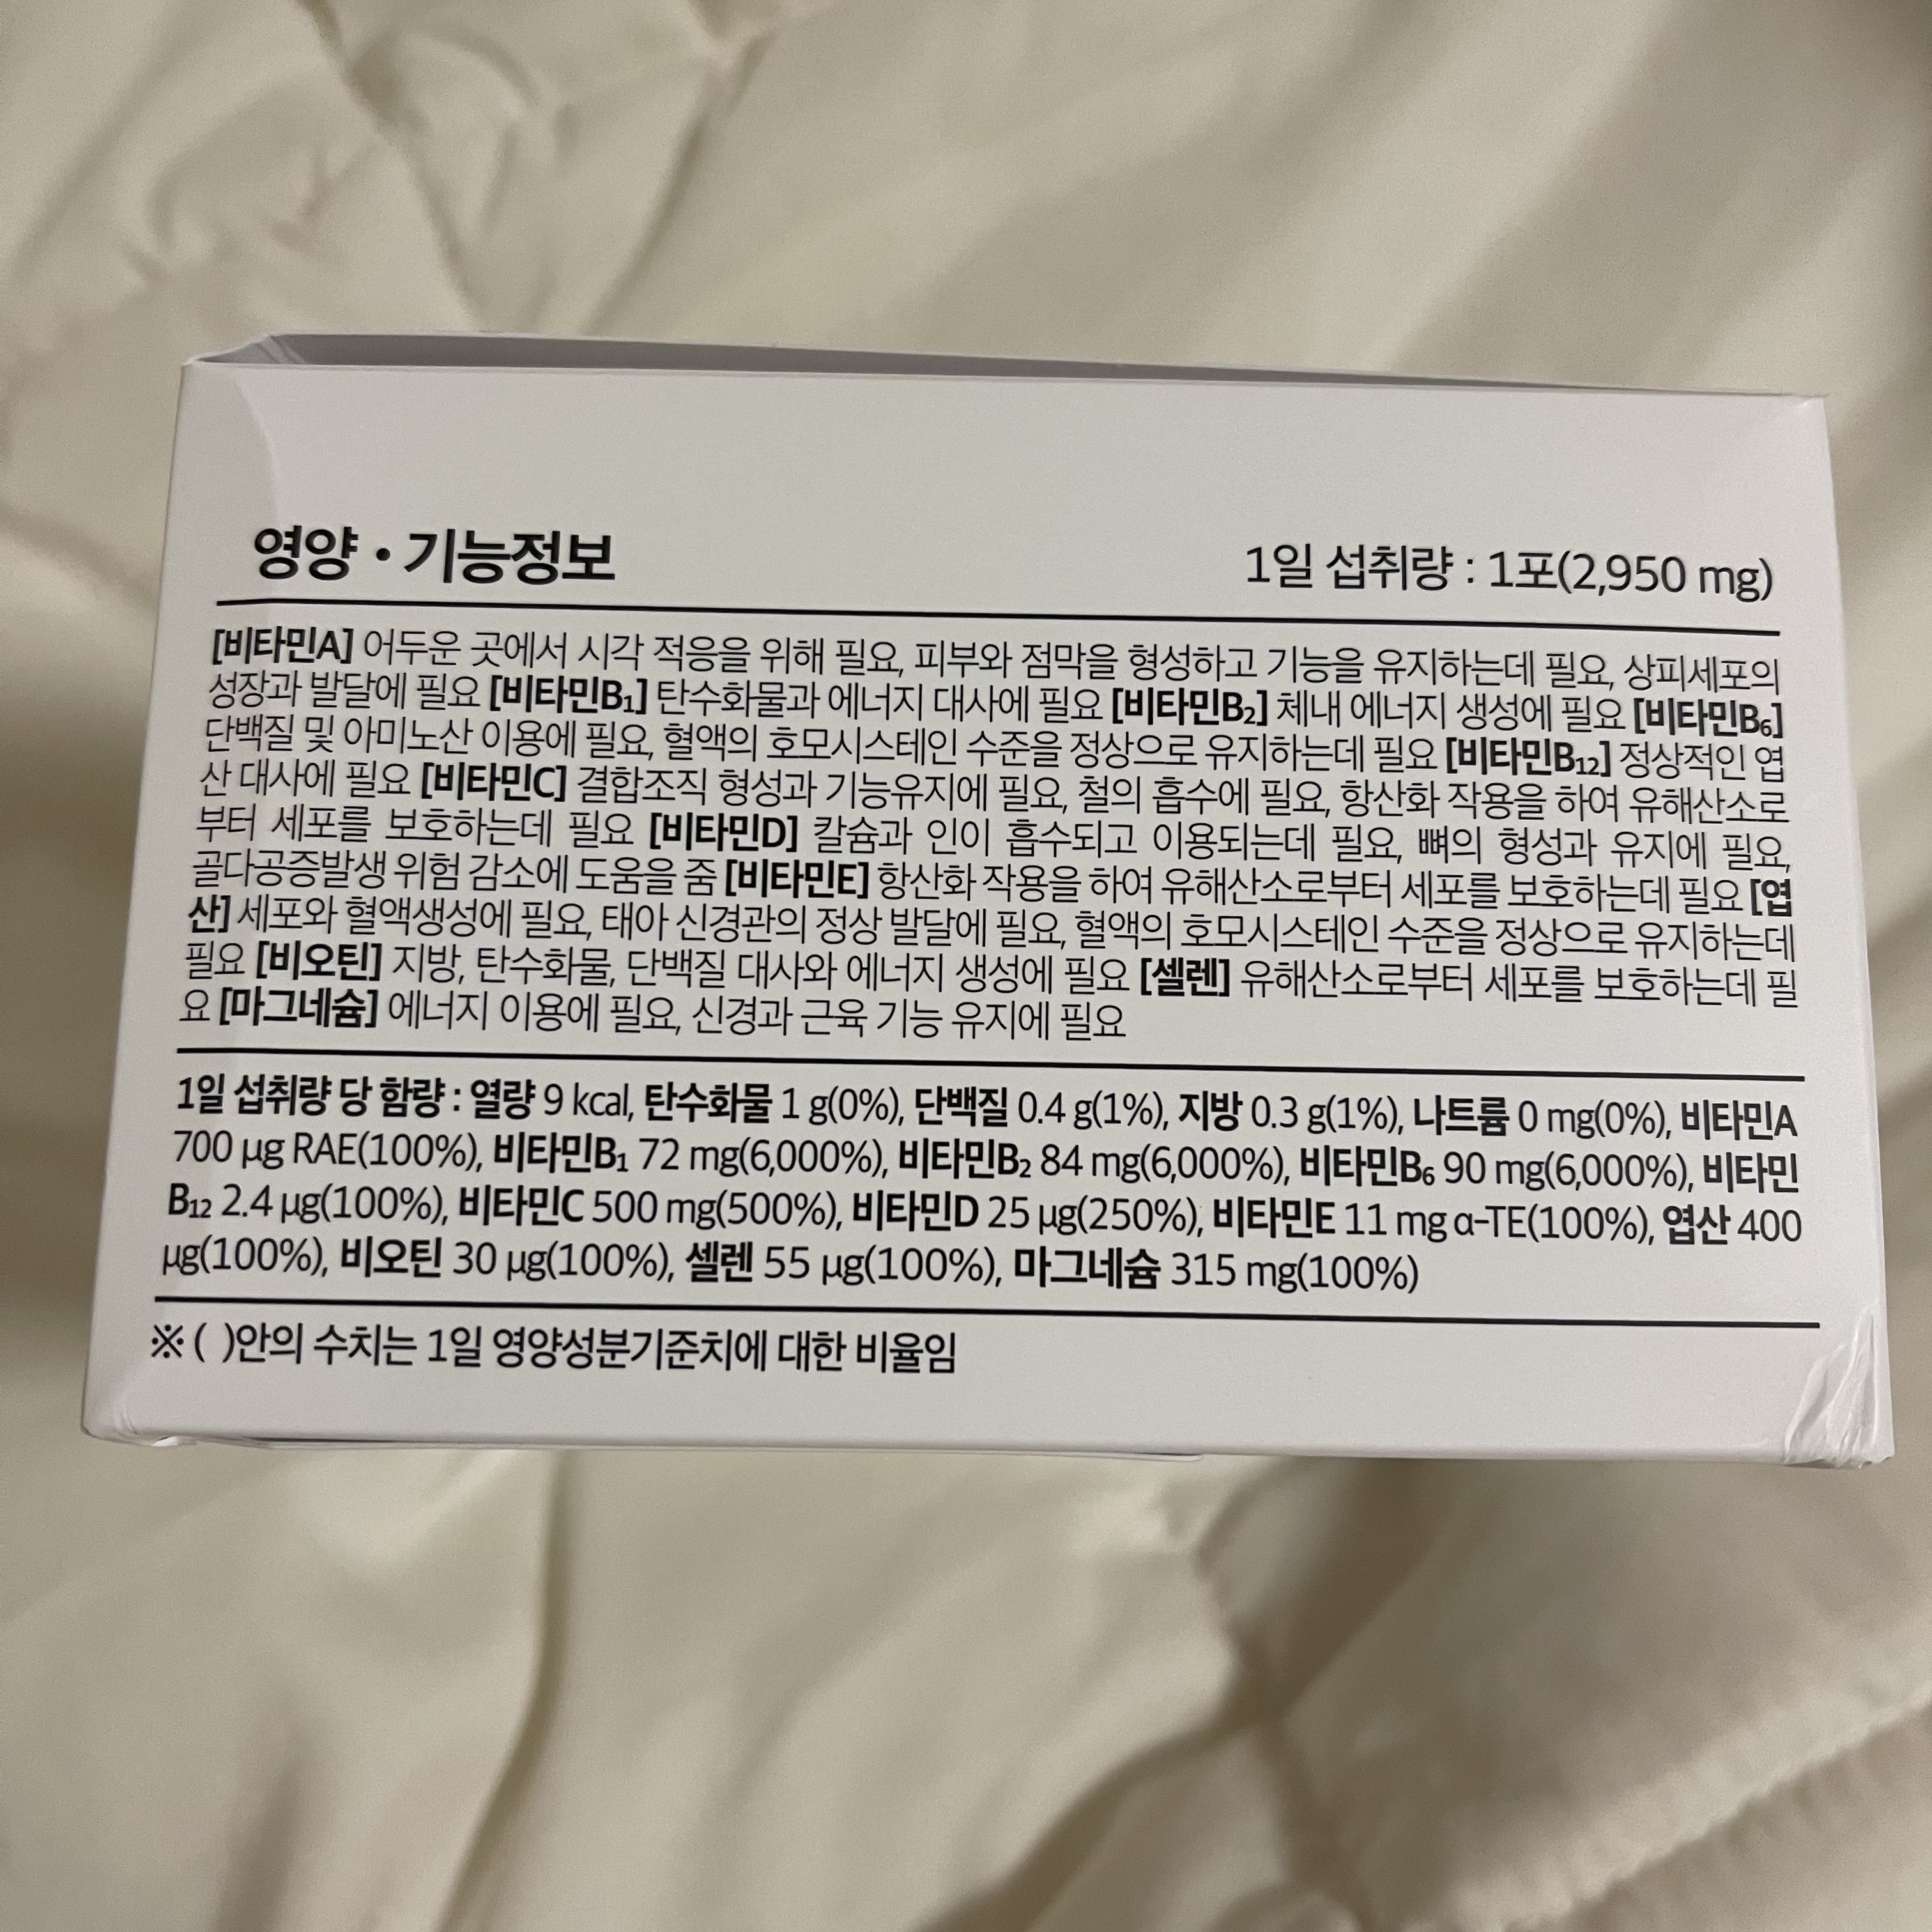 영양·기능정보
1일 섭취량 : 1포(2,950 mg)
[비타민A] 어두운 곳에서 시각 적응을 위해 필요, 피부와 점막을 형성하고 기능을 유지하는데 필요, 상피세포의
성장과 발달에 필요 [비타민B₁] 탄수화물과 에너지 대사에 필요 [비타민B₂] 체내 에너지 생성에 필요 [비타민B₆]
단백질 및 아미노산 이용에 필요, 혈액의 호모시스테인 수준을 정상으로 유지하는데 필요 [비타민B₁₂] 정상적인 엽
산 대사에 필요 [비타민C] 결합조직 형성과 기능유지에 필요, 철의 흡수에 필요, 항산화 작용을 하여 유해산소로
부터 세포를 보호하는데 필요 [비타민D] 칼슘과 인이 흡수되고 이용되는데 필요, 뼈의 형성과 유지에 필요,
골다공증발생 위험 감소에 도움을 줌 [비타민E] 항산화 작용을 하여 유해산소로부터 세포를 보호하는데 필요 [엽
산] 세포와 혈액생성에 필요, 태아 신경관의 정상 발달에 필요, 혈액의 호모시스테인 수준을 정상으로 유지하는데
필요 [비오틴] 지방, 탄수화물, 단백질 대사와 에너지 생성에 필요 [셀렌] 유해산소로부터 세포를 보호하는데 필
요 [마그네슘] 에너지 이용에 필요, 신경과 근육 기능 유지에 필요
1일 섭취량 당 함량 : 열량 9 kcal, 탄수화물 1 g(0%), 단백질 0.4 g(1%), 지방 0.3 g(1%), 나트륨 0 mg(0%), 비타민A
700 μg RAE(100%), 비타민B₁ 72 mg(6,000%), 비타민B₂ 84 mg(6,000%), 비타민B₆ 90 mg(6,000%), 비타민
B₁₂ 2.4 μg(100%), 비타민C 500 mg(500%), 비타민D 25 μg(250%), 비타민E 11 mg α-TE(100%), 엽산 400
μg(100%), 비오틴 30 μg(100%), 셀렌 55 μg(100%), 마그네슘 315 mg(100%)
※ ( )안의 수치는 1일 영양성분기준치에 대한 비율임